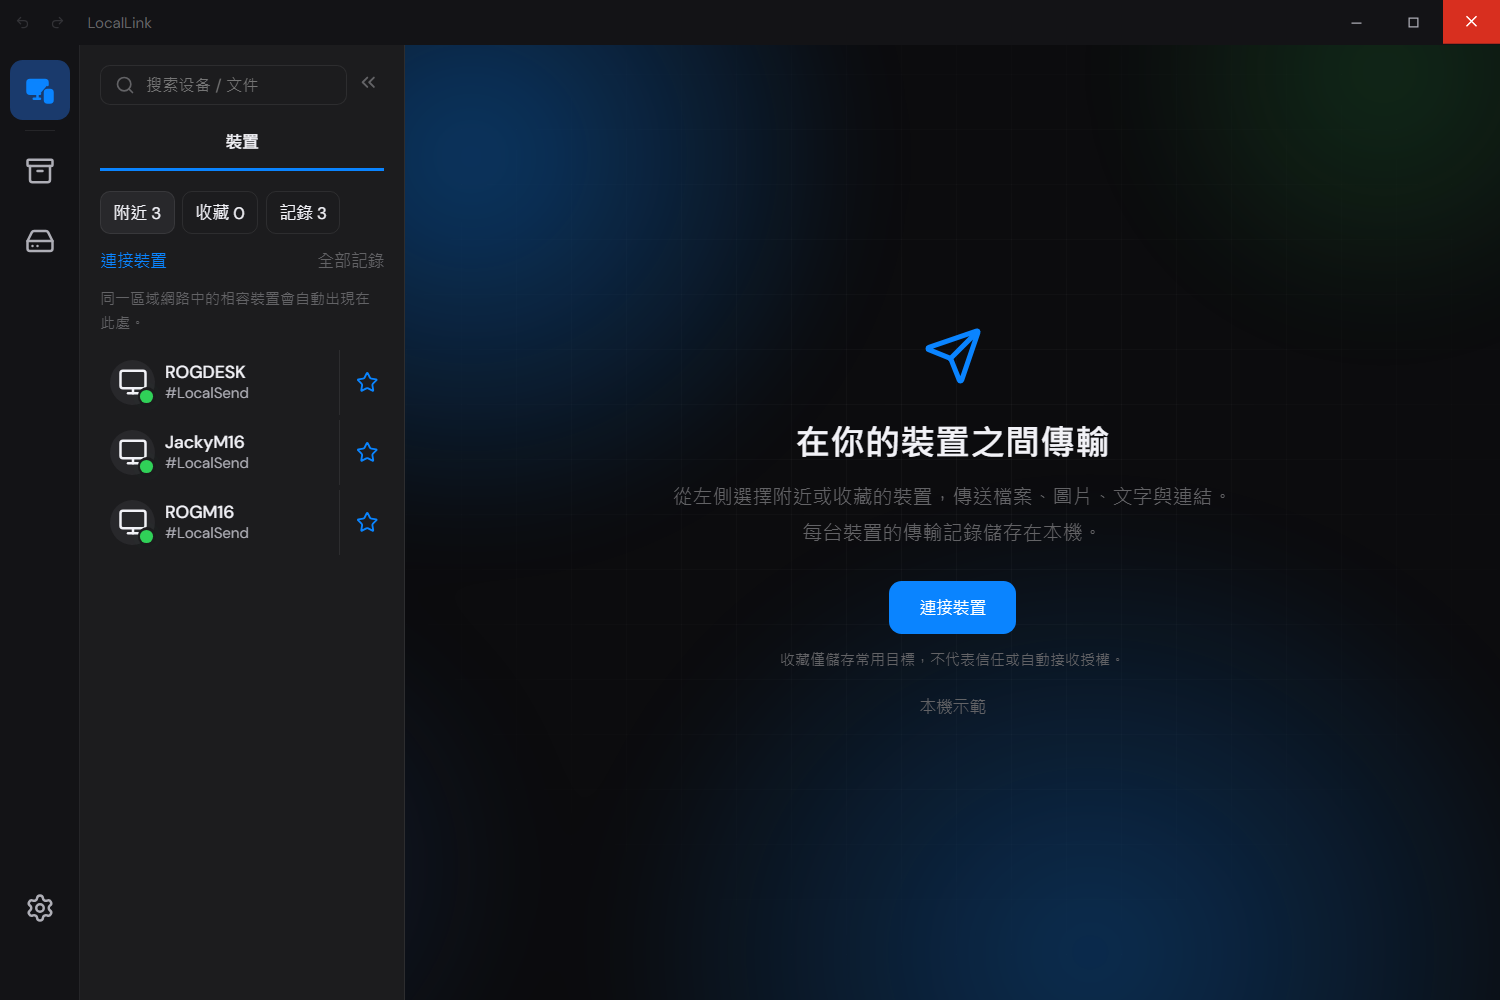 LocalLink
搜索设备 / 文件
裝置
附近 3
收藏 0
記錄 3
連接裝置
全部記錄
同一區域網路中的相容裝置會自動出現在
此處。
ROGDESK
#LocalSend
JackyM16
#LocalSend
ROGM16
#LocalSend
在你的裝置之間傳輸
從左側選擇附近或收藏的裝置，傳送檔案、圖片、文字與連結。
每台裝置的傳輸記錄儲存在本機。
連接裝置
收藏僅儲存常用目標，不代表信任或自動接收授權。
本機示範